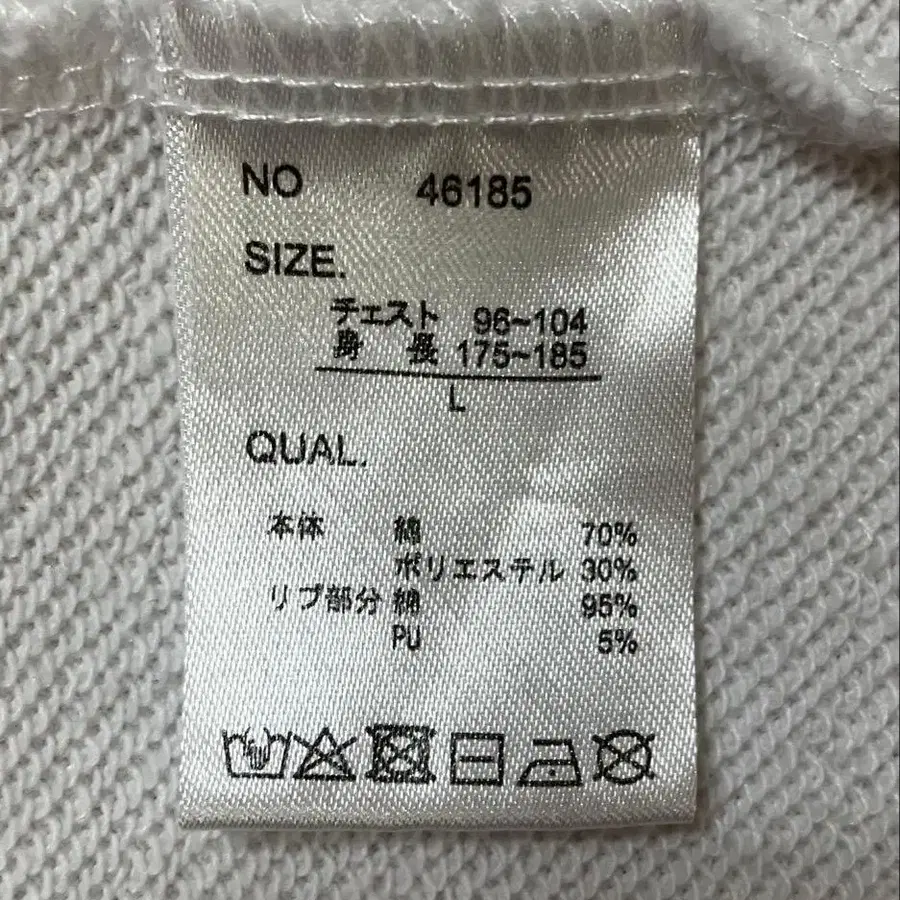 NO 46185
SIZE.
チェスト 96~104
身 長 175~185
L
QUAL.
本体 綿 70%
ポリエステル 30%
リブ部分 綿 95%
PU 5%